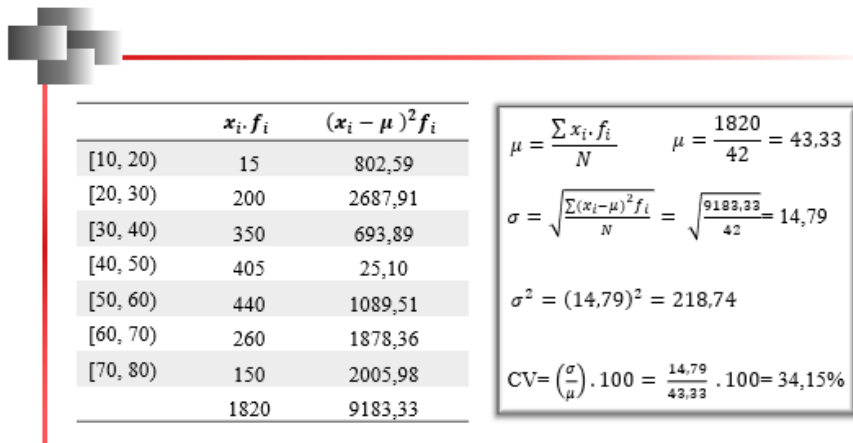 xᵢ.fᵢ (xᵢ − μ )²fᵢ
[10, 20) 15 802,59
[20, 30) 200 2687,91
[30, 40) 350 693,89
[40, 50) 405 25,10
[50, 60) 440 1089,51
[60, 70) 260 1878,36
[70, 80) 150 2005,98
1820 9183,33
μ = ∑ xᵢ.fᵢ / N μ = 1820 / 42 = 43,33
σ = √(∑(xᵢ−μ)²fᵢ / N) = √(9183,33 / 42) = 14,79
σ² = (14,79)² = 218,74
CV= (σ/μ) . 100 = 14,79 / 43,33 . 100= 34,15%